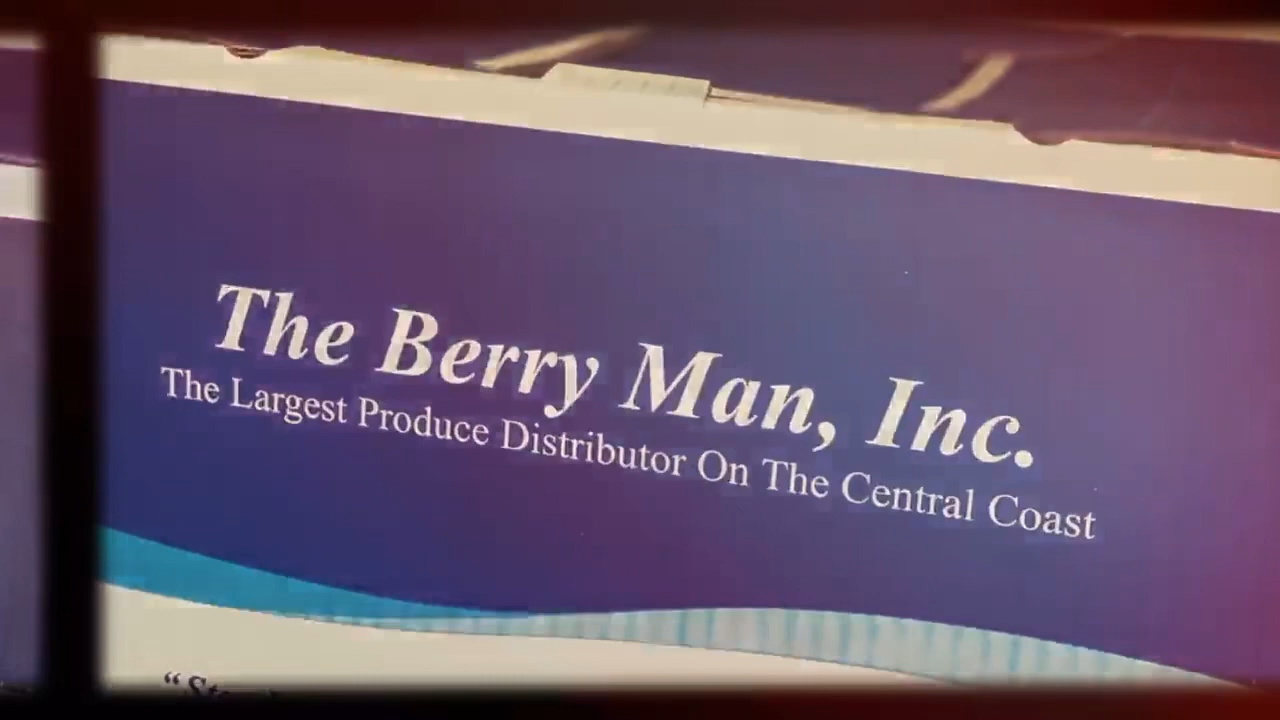 The Berry Man, Inc.
The Largest Produce Distributor On The Central Coast